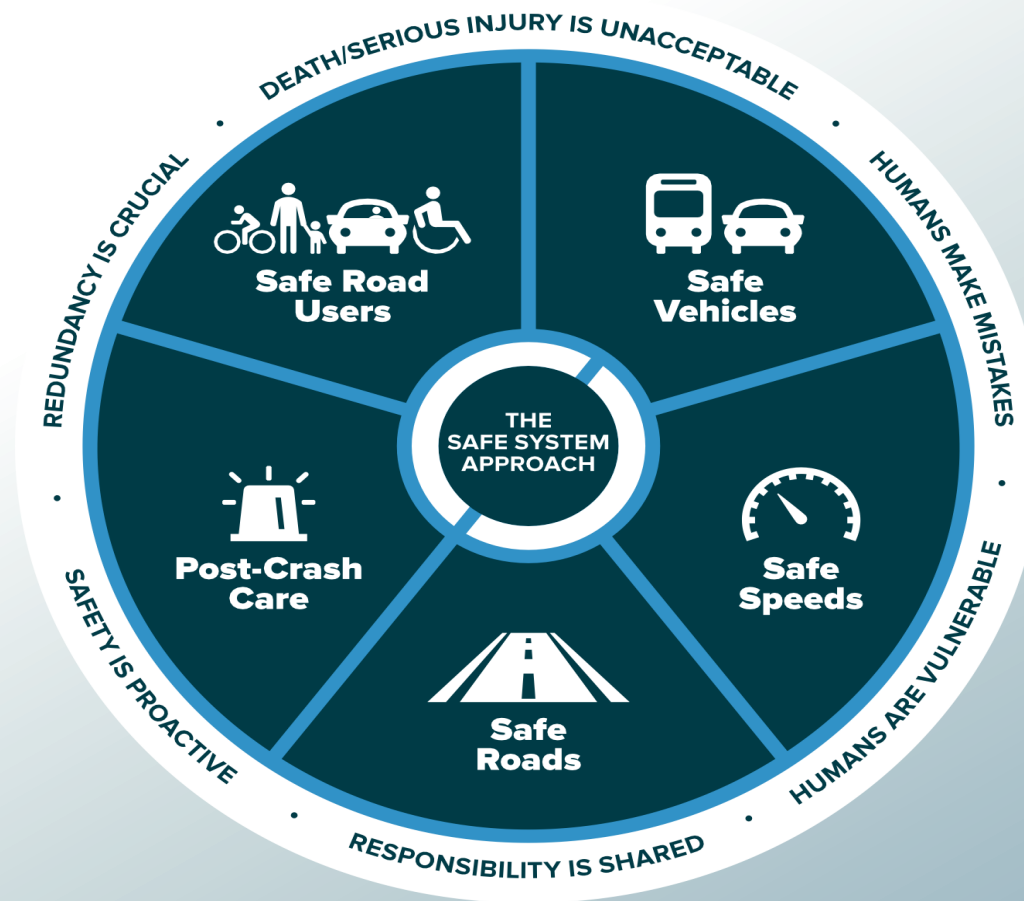 DEATH/SERIOUS INJURY IS UNACCEPTABLE
HUMANS MAKE MISTAKES
HUMANS ARE VULNERABLE
RESPONSIBILITY IS SHARED
SAFETY IS PROACTIVE
REDUNDANCY IS CRUCIAL
Safe Road
Users
Safe
Vehicles
Safe
Speeds
Safe
Roads
Post-Crash
Care
THE
SAFE SYSTEM
APPROACH